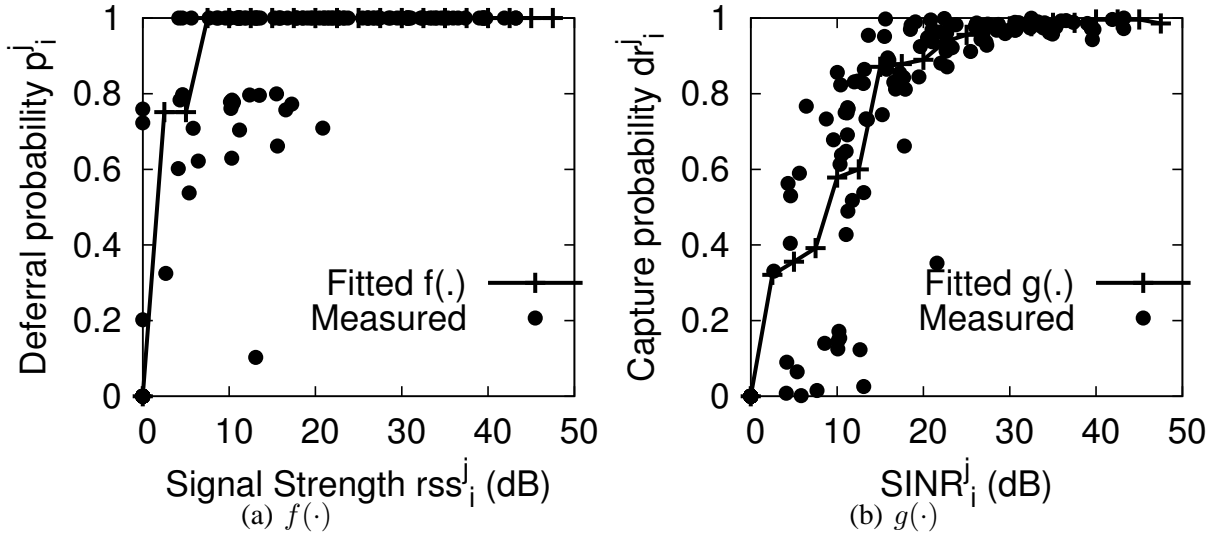 Deferral probability p^j_i
1
0.8
0.6
0.4
0.2
0
0 10 20 30 40 50
Fitted f(.)
Measured
Signal Strength rss^j_i (dB)
(a) f(·)
Capture probability dr^j_i
1
0.8
0.6
0.4
0.2
0
0 10 20 30 40 50
Fitted g(.)
Measured
SINR^j_i (dB)
(b) g(·)